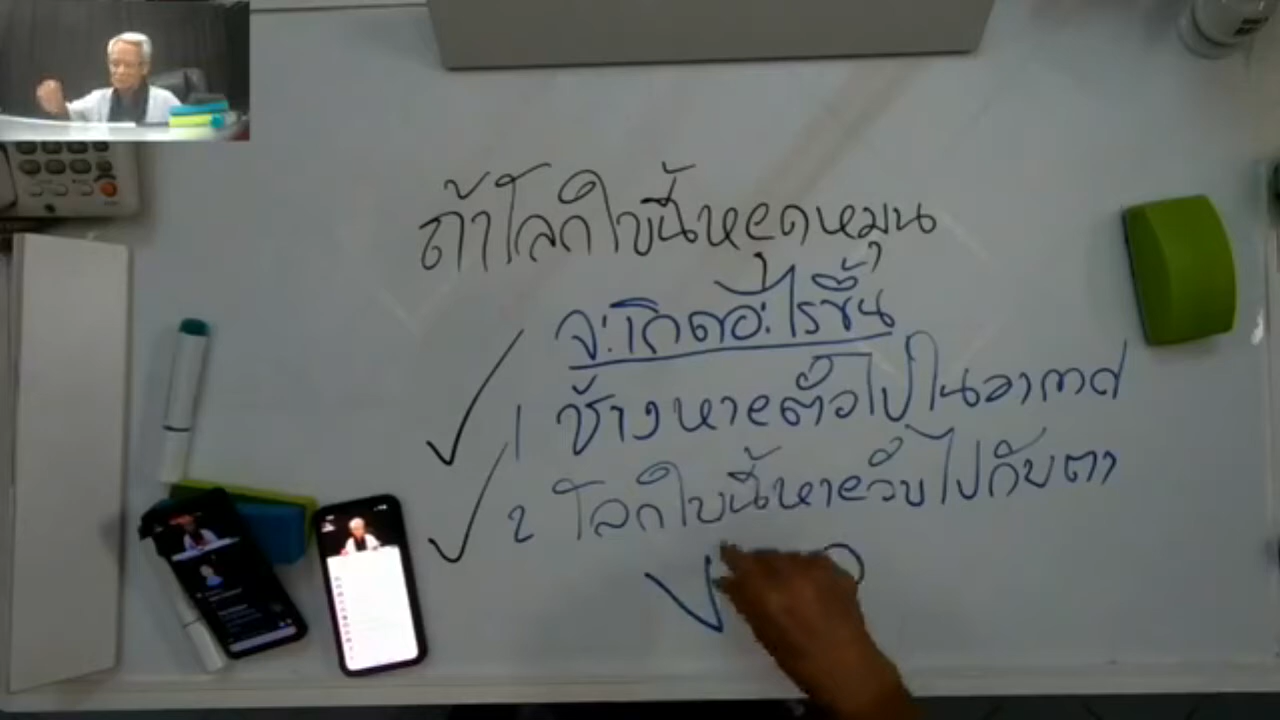 ถ้าโลกใบนี้หยุดหมุน
จะเกิดอะไรขึ้น
1 ช้างหายตัวไปในอากาศ
2 โลกใบนี้หายวับไปกับตา